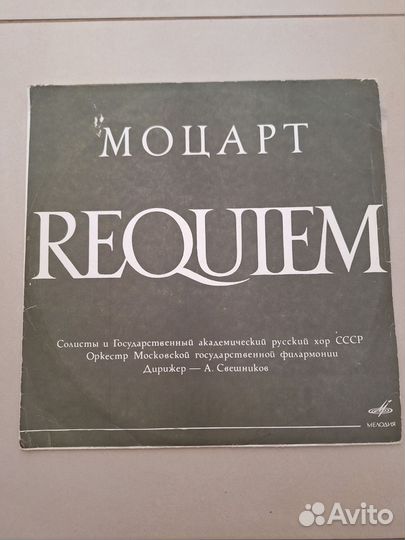 МОЦАРТ
REQUIEM
Солисты и Государственный академический русский хор СССР
Оркестр Московской государственной филармонии
Дирижер — А. Свешников
МЕЛОДИЯ
Avito